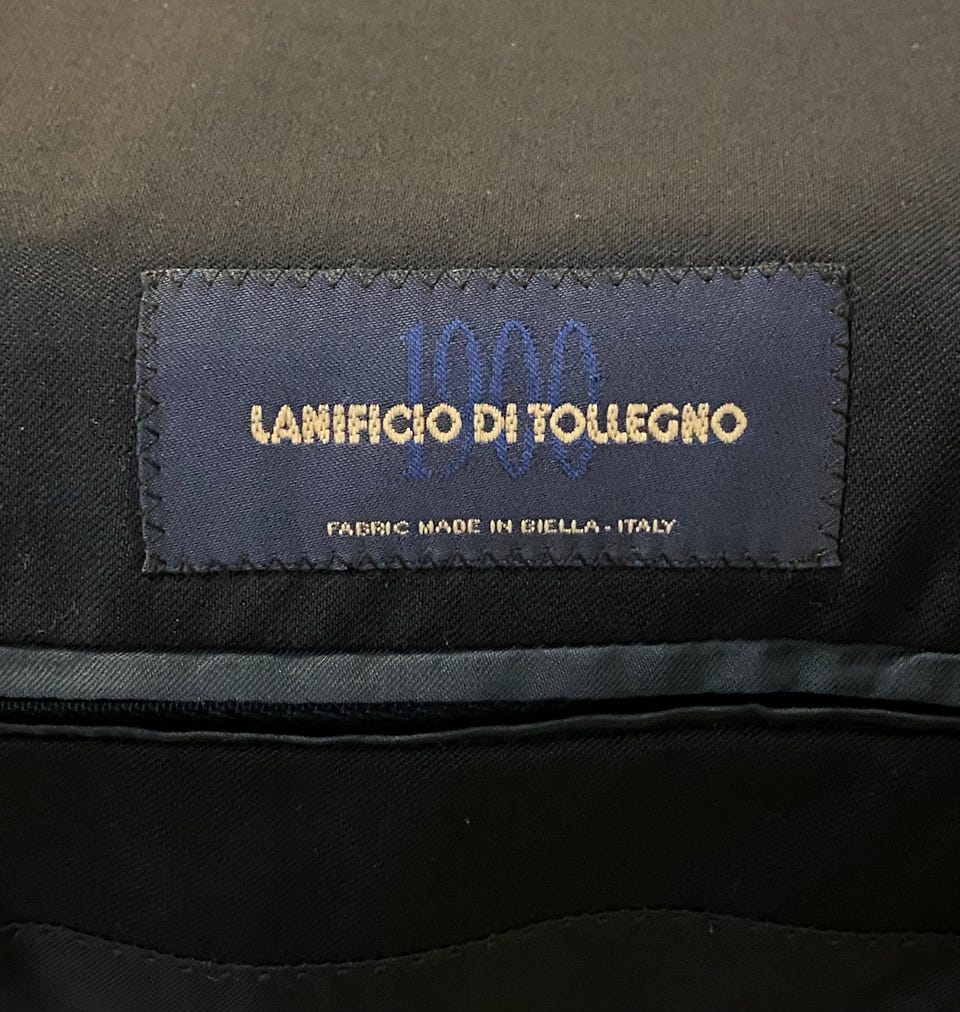 1900
LANIFICIO DI TOLLEGNO
FABRIC MADE IN BIELLA - ITALY